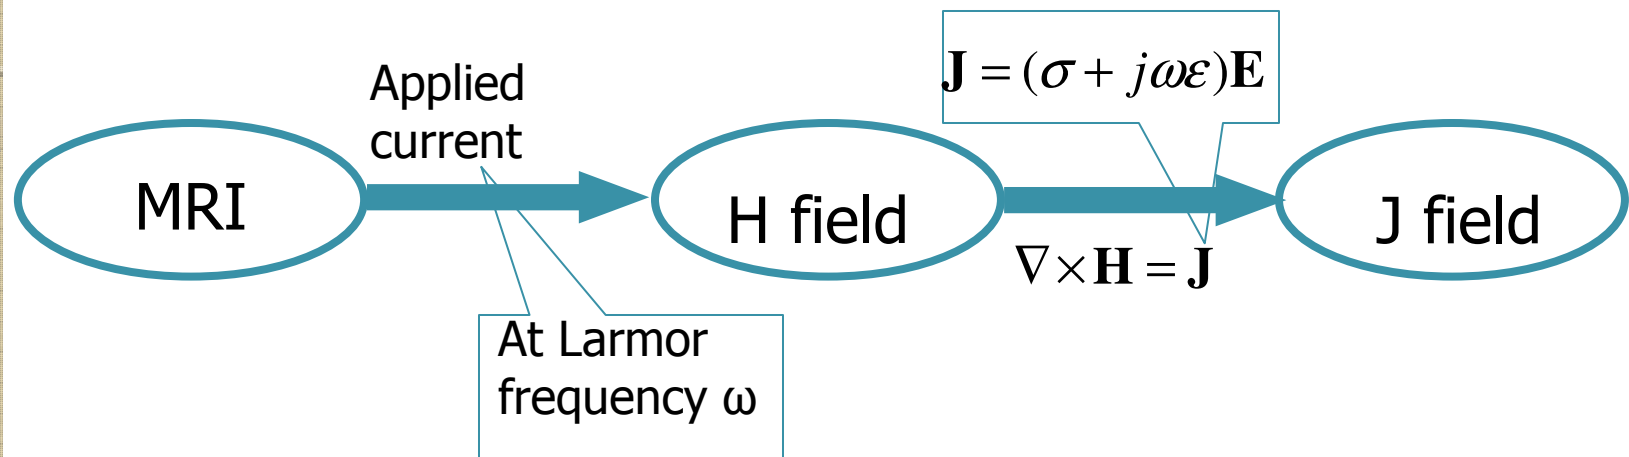 𝐉 = (σ + jωε)𝐄
Applied
current
MRI
H field
J field
∇×𝐇 = 𝐉
At Larmor
frequency ω